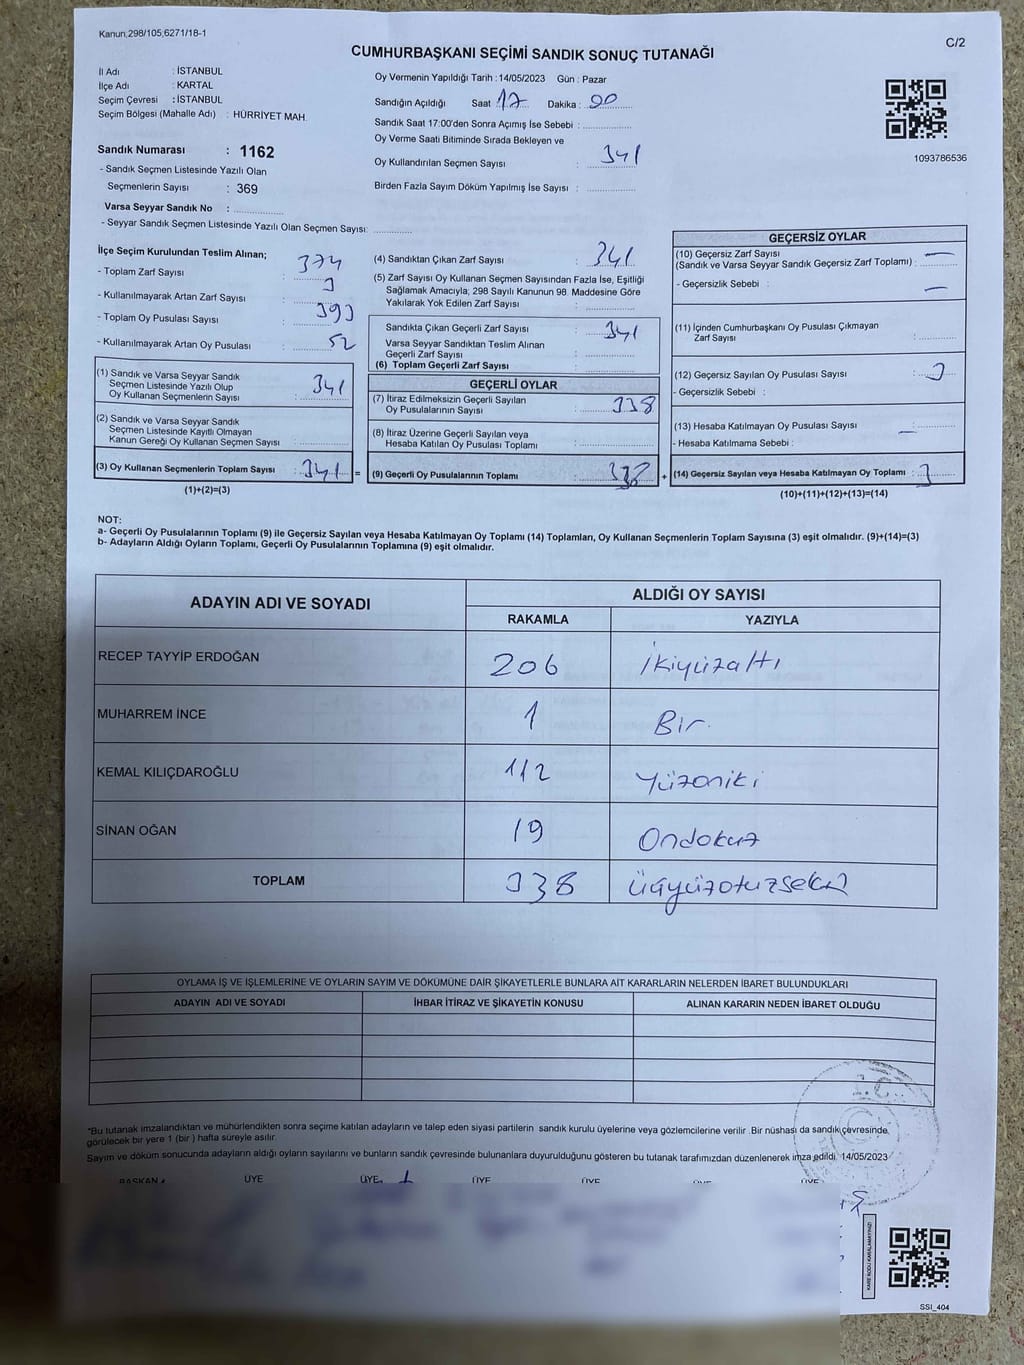 Kanun,298/105,6271/18-1
C/2
CUMHURBAŞKANI SEÇİMİ SANDIK SONUÇ TUTANAĞI
İl Adı : İSTANBUL
İlçe Adı : KARTAL
Seçim Çevresi : İSTANBUL
Seçim Bölgesi (Mahalle Adı) : HÜRRİYET MAH.
Sandık Numarası : 1162
- Sandık Seçmen Listesinde Yazılı Olan
Seçmenlerin Sayısı : 369
Varsa Seyyar Sandık No :
- Seyyar Sandık Seçmen Listesinde Yazılı Olan Seçmen Sayısı:
Oy Vermenin Yapıldığı Tarih : 14/05/2023 Gün : Pazar
Sandığın Açıldığı Saat 17 Dakika : 00
Sandık Saat 17:00'den Sonra Açımış İse Sebebi :
Oy Verme Saati Bitiminde Sırada Bekleyen ve
Oy Kullandırılan Seçmen Sayısı : 341
Birden Fazla Sayım Döküm Yapılmış İse Sayısı :
1093786536
İlçe Seçim Kurulundan Teslim Alınan;
- Toplam Zarf Sayısı : 374
- Kullanılmayarak Artan Zarf Sayısı : 3
- Toplam Oy Pusulası Sayısı : 393
- Kullanılmayarak Artan Oy Pusulası : 52
(1) Sandık ve Varsa Seyyar Sandık
Seçmen Listesinde Yazılı Olup
Oy Kullanan Seçmenlerin Sayısı : 341
(2) Sandık ve Varsa Seyyar Sandık
Seçmen Listesinde Kayıtlı Olmayan
Kanun Gereği Oy Kullanan Seçmen Sayısı :
(3) Oy Kullanan Seçmenlerin Toplam Sayısı : 341 =
(1)+(2)=(3)
(4) Sandıktan Çıkan Zarf Sayısı : 341
(5) Zarf Sayısı Oy Kullanan Seçmen Sayısından Fazla İse, Eşitliği
Sağlamak Amacıyla; 298 Sayılı Kanunun 98. Maddesine Göre
Yakılarak Yok Edilen Zarf Sayısı :
Sandıkta Çıkan Geçerli Zarf Sayısı : 341
Varsa Seyyar Sandıktan Teslim Alınan
Geçerli Zarf Sayısı :
(6) Toplam Geçerli Zarf Sayısı :
GEÇERLİ OYLAR
(7) İtiraz Edilmeksizin Geçerli Sayılan
Oy Pusulalarının Sayısı : 338
(8) İtiraz Üzerine Geçerli Sayılan veya
Hesaba Katılan Oy Pusulası Toplamı :
(9) Geçerli Oy Pusulalarının Toplamı : 338 +
GEÇERSİZ OYLAR
(10) Geçersiz Zarf Sayısı —
(Sandık ve Varsa Seyyar Sandık Geçersiz Zarf Toplamı) :
- Geçersizlik Sebebi : —
(11) İçinden Cumhurbaşkanı Oy Pusulası Çıkmayan
Zarf Sayısı :
(12) Geçersiz Sayılan Oy Pusulası Sayısı : 3
- Geçersizlik Sebebi :
(13) Hesaba Katılmayan Oy Pusulası Sayısı : —
- Hesaba Katılmama Sebebi :
(14) Geçersiz Sayılan veya Hesaba Katılmayan Oy Toplamı : 3
(10)+(11)+(12)+(13)=(14)
NOT:
a- Geçerli Oy Pusulalarının Toplamı (9) ile Geçersiz Sayılan veya Hesaba Katılmayan Oy Toplamı (14) Toplamları, Oy Kullanan Seçmenlerin Toplam Sayısına (3) eşit olmalıdır. (9)+(14)=(3)
b- Adayların Aldığı Oyların Toplamı, Geçerli Oy Pusulalarının Toplamına (9) eşit olmalıdır.
ADAYIN ADI VE SOYADI
ALDIĞI OY SAYISI
RAKAMLA YAZIYLA
RECEP TAYYİP ERDOĞAN 206 İkiyüzaltı
MUHARREM İNCE 1 Bir
KEMAL KILIÇDAROĞLU 112 Yüzoniki
SİNAN OĞAN 19 Ondokuz
TOPLAM 338 Üçyüzotuzsekiz
OYLAMA İŞ VE İŞLEMLERİNE VE OYLARIN SAYIM VE DÖKÜMÜNE DAİR ŞİKAYETLERLE BUNLARA AİT KARARLARIN NELERDEN İBARET BULUNDUKLARI
ADAYIN ADI VE SOYADI İHBAR İTİRAZ VE ŞİKAYETİN KONUSU ALINAN KARARIN NEDEN İBARET OLDUĞU
T.C.
*Bu tutanak imzalandıktan ve mühürlendikten sonra seçime katılan adayların ve talep eden siyasi partilerin sandık kurulu üyelerine veya gözlemcilerine verilir .Bir nüshası da sandık çevresinde
görülecek bir yere 1 (bir ) hafta süreyle asılır.
Sayım ve döküm sonucunda adayların aldığı oyların sayılarını ve bunların sandık çevresinde bulunanlara duyurulduğunu gösteren bu tutanak tarafımızdan düzenlenerek imza edildi. 14/05/2023
BAŞKAN ÜYE ÜYE ÜYE ÜYE ÜYE ÜYE
KARE KODU KARALAMAYINIZ!
SSI_404